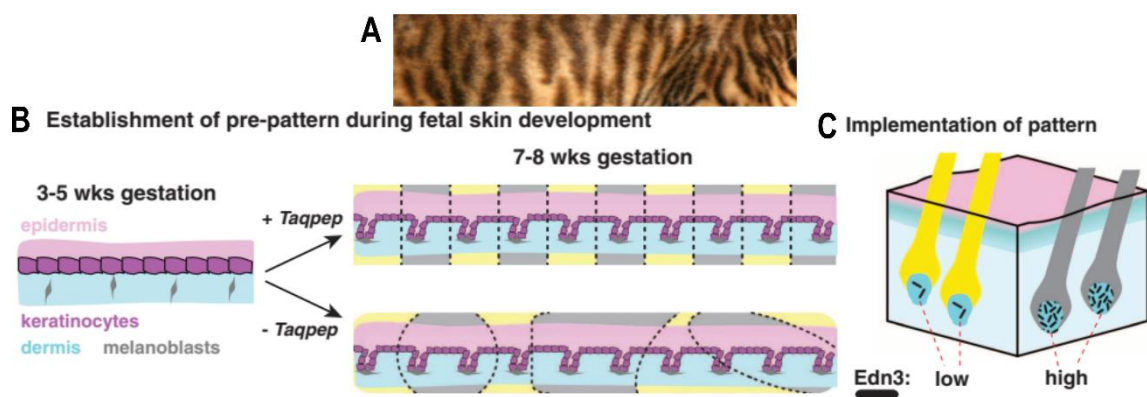 A
B Establishment of pre-pattern during fetal skin development
C Implementation of pattern
7-8 wks gestation
3-5 wks gestation
epidermis
+ Taqpep
- Taqpep
keratinocytes
dermis melanoblasts
Edn3: low high